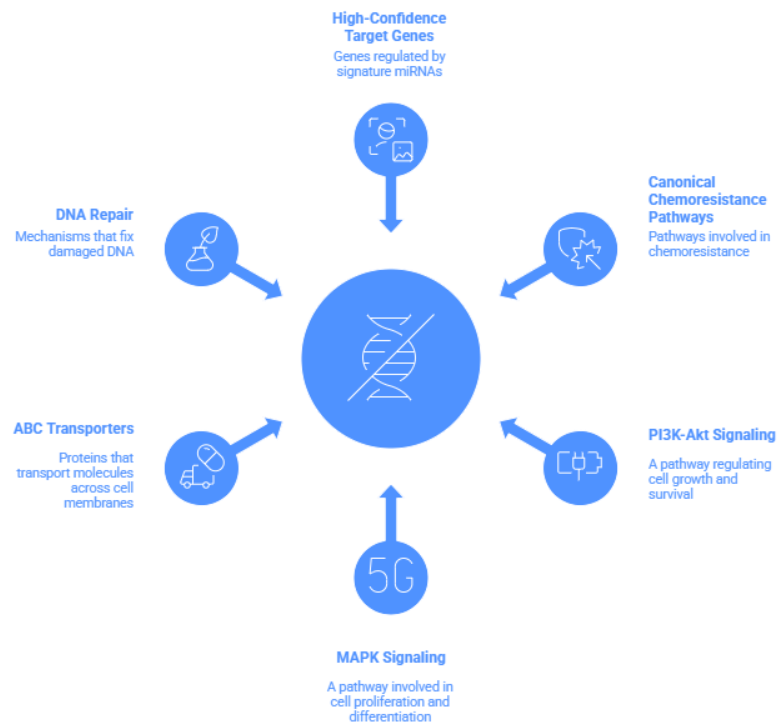 High-Confidence
Target Genes
Genes regulated by
signature miRNAs
Canonical
Chemoresistance
Pathways
Pathways involved in
chemoresistance
DNA Repair
Mechanisms that fix
damaged DNA
ABC Transporters
Proteins that
transport molecules
across cell
membranes
PI3K-Akt Signaling
A pathway regulating
cell growth and
survival
5G
MAPK Signaling
A pathway involved in
cell proliferation and
differentiation